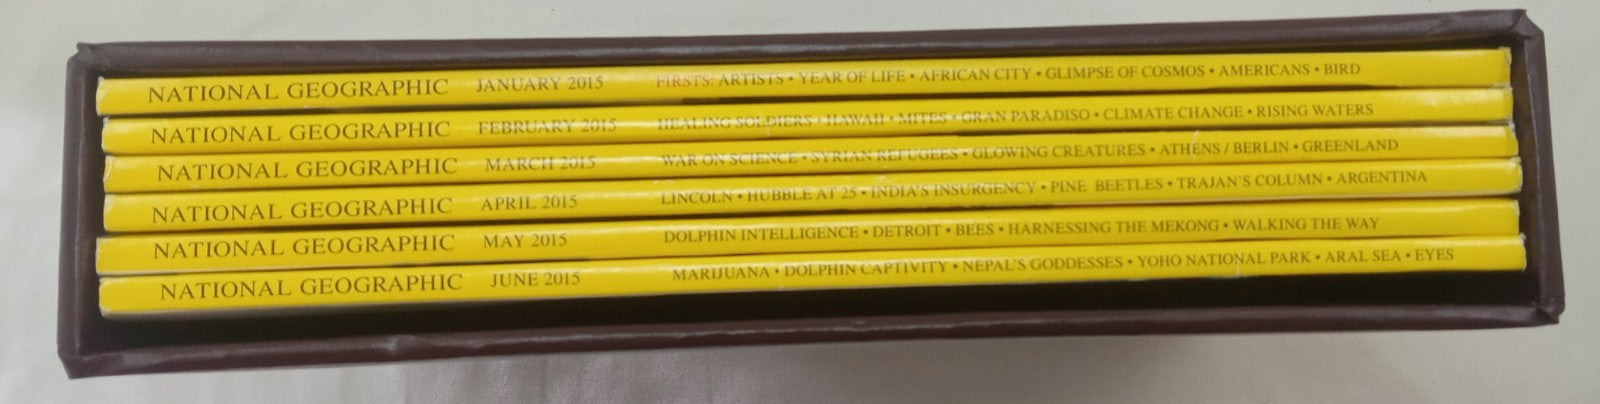 NATIONAL GEOGRAPHIC JANUARY 2015 FIRSTS: ARTISTS • YEAR OF LIFE • AFRICAN CITY • GLIMPSE OF COSMOS • AMERICANS • BIRD
NATIONAL GEOGRAPHIC FEBRUARY 2015 HEALING SOLDIERS • HAWAII • MITES • GRAN PARADISO • CLIMATE CHANGE • RISING WATERS
NATIONAL GEOGRAPHIC MARCH 2015 WAR ON SCIENCE • SYRIAN REFUGEES • GLOWING CREATURES • ATHENS / BERLIN • GREENLAND
NATIONAL GEOGRAPHIC APRIL 2015 LINCOLN • HUBBLE AT 25 • INDIA'S INSURGENCY • PINE BEETLES • TRAJAN'S COLUMN • ARGENTINA
NATIONAL GEOGRAPHIC MAY 2015 DOLPHIN INTELLIGENCE • DETROIT • BEES • HARNESSING THE MEKONG • WALKING THE WAY
NATIONAL GEOGRAPHIC JUNE 2015 MARIJUANA • DOLPHIN CAPTIVITY • NEPAL'S GODDESSES • YOHO NATIONAL PARK • ARAL SEA • EYES